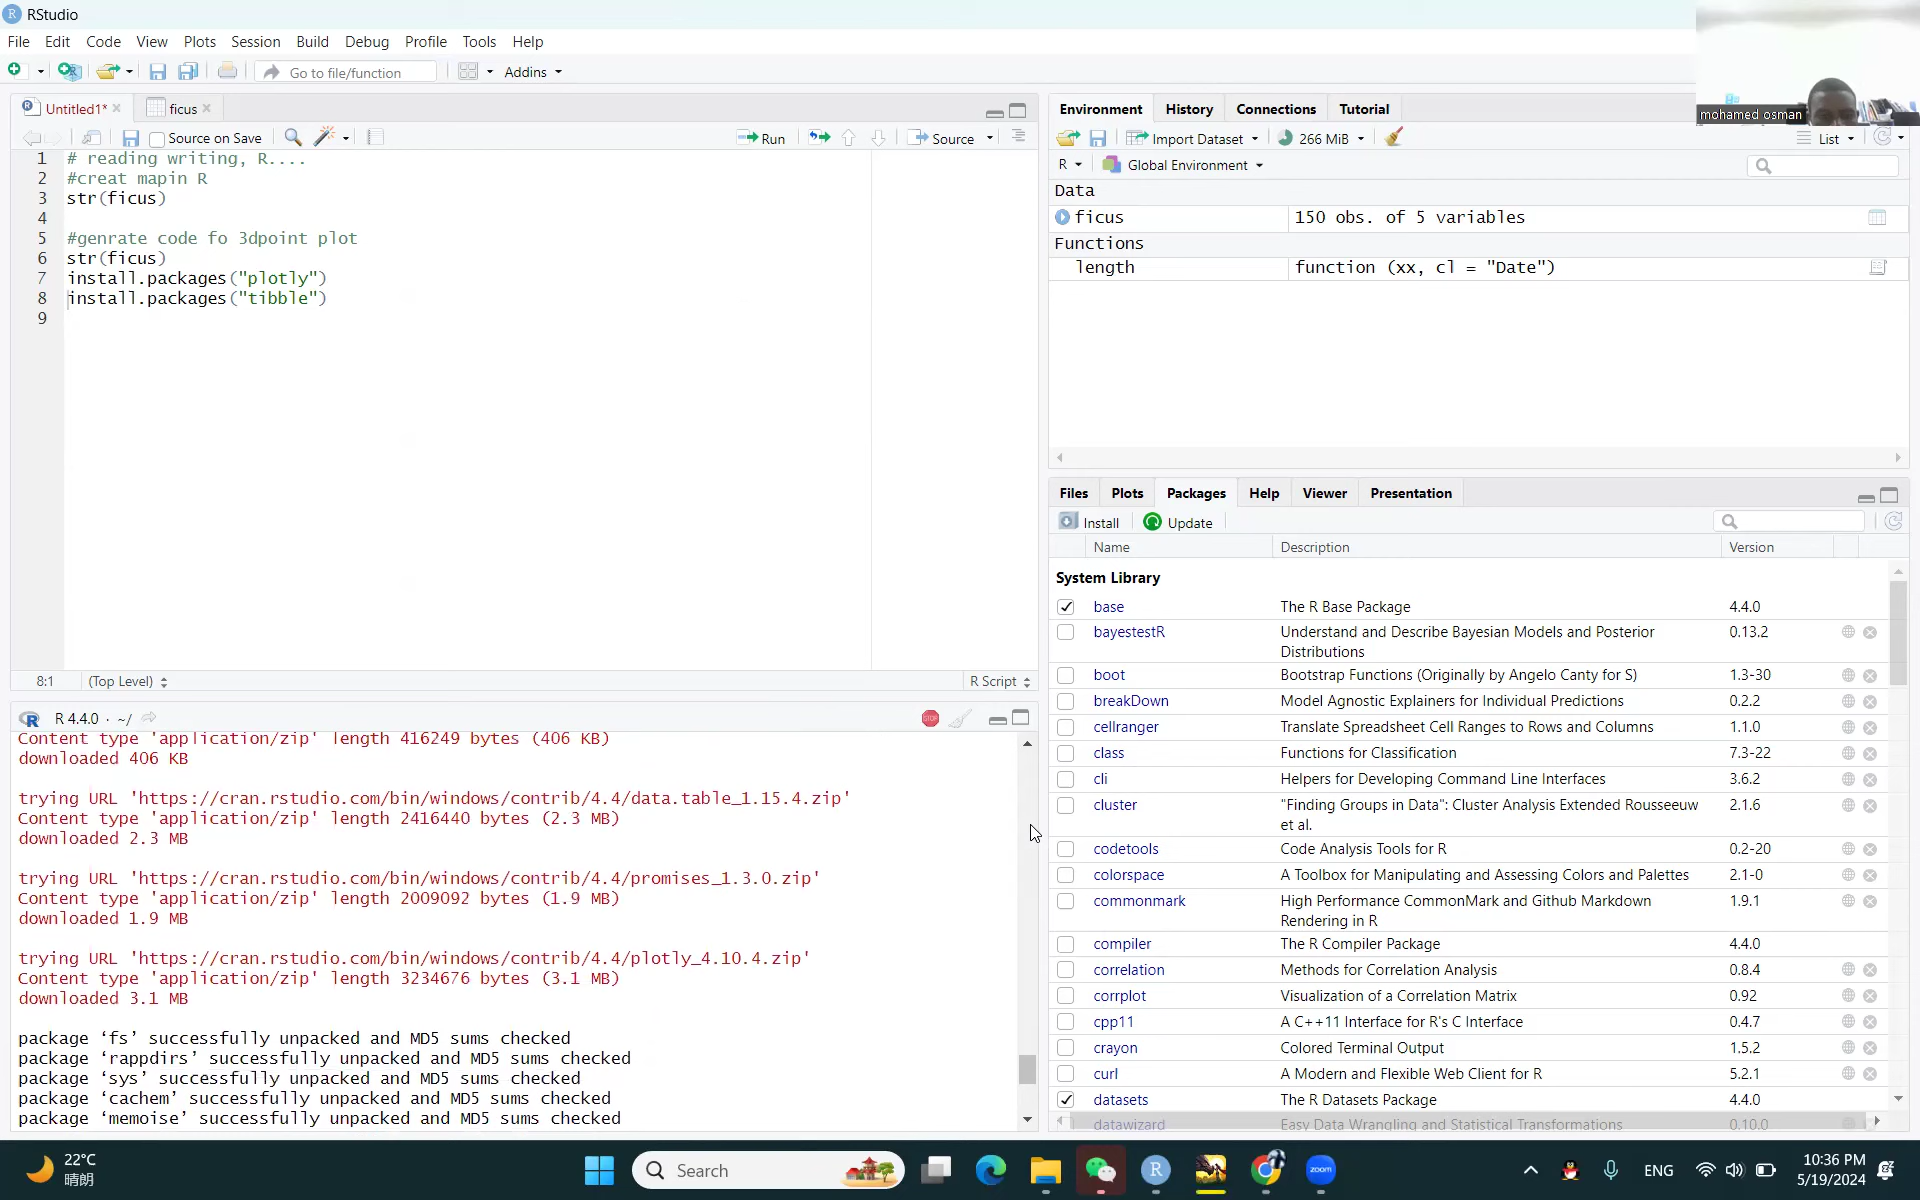 RStudio
File Edit Code View Plots Session Build Debug Profile Tools Help
Go to file/function Addins
mohamed osman
Untitled1* ficus
Source on Save Run Source
1 # reading writing, R....
2 #creat mapin R
3 str(ficus)
4
5 #genrate code fo 3dpoint plot
6 str(ficus)
7 install.packages("plotly")
8 install.packages("tibble")
9
8:1 (Top Level) R Script
R 4.4.0 · ~/
Content type 'application/zip' length 416249 bytes (406 KB)
downloaded 406 KB
trying URL 'https://cran.rstudio.com/bin/windows/contrib/4.4/data.table_1.15.4.zip'
Content type 'application/zip' length 2416440 bytes (2.3 MB)
downloaded 2.3 MB
trying URL 'https://cran.rstudio.com/bin/windows/contrib/4.4/promises_1.3.0.zip'
Content type 'application/zip' length 2009092 bytes (1.9 MB)
downloaded 1.9 MB
trying URL 'https://cran.rstudio.com/bin/windows/contrib/4.4/plotly_4.10.4.zip'
Content type 'application/zip' length 3234676 bytes (3.1 MB)
downloaded 3.1 MB
package ‘fs’ successfully unpacked and MD5 sums checked
package ‘rappdirs’ successfully unpacked and MD5 sums checked
package ‘sys’ successfully unpacked and MD5 sums checked
package ‘cachem’ successfully unpacked and MD5 sums checked
package ‘memoise’ successfully unpacked and MD5 sums checked
Environment History Connections Tutorial
Import Dataset 266 MiB List
R Global Environment
Data
ficus 150 obs. of 5 variables
Functions
length function (xx, cl = "Date")
Files Plots Packages Help Viewer Presentation
Install Update
Name Description Version
System Library
base The R Base Package 4.4.0
bayestestR Understand and Describe Bayesian Models and Posterior 0.13.2
Distributions
boot Bootstrap Functions (Originally by Angelo Canty for S) 1.3-30
breakDown Model Agnostic Explainers for Individual Predictions 0.2.2
cellranger Translate Spreadsheet Cell Ranges to Rows and Columns 1.1.0
class Functions for Classification 7.3-22
cli Helpers for Developing Command Line Interfaces 3.6.2
cluster "Finding Groups in Data": Cluster Analysis Extended Rousseeuw 2.1.6
et al.
codetools Code Analysis Tools for R 0.2-20
colorspace A Toolbox for Manipulating and Assessing Colors and Palettes 2.1-0
commonmark High Performance CommonMark and Github Markdown 1.9.1
Rendering in R
compiler The R Compiler Package 4.4.0
correlation Methods for Correlation Analysis 0.8.4
corrplot Visualization of a Correlation Matrix 0.92
cpp11 A C++11 Interface for R's C Interface 0.4.7
crayon Colored Terminal Output 1.5.2
curl A Modern and Flexible Web Client for R 5.2.1
datasets The R Datasets Package 4.4.0
datawizard Easy Data Wrangling and Statistical Transformations 0.10.0
22°C
晴朗
Search
zoom
ENG
10:36 PM
5/19/2024